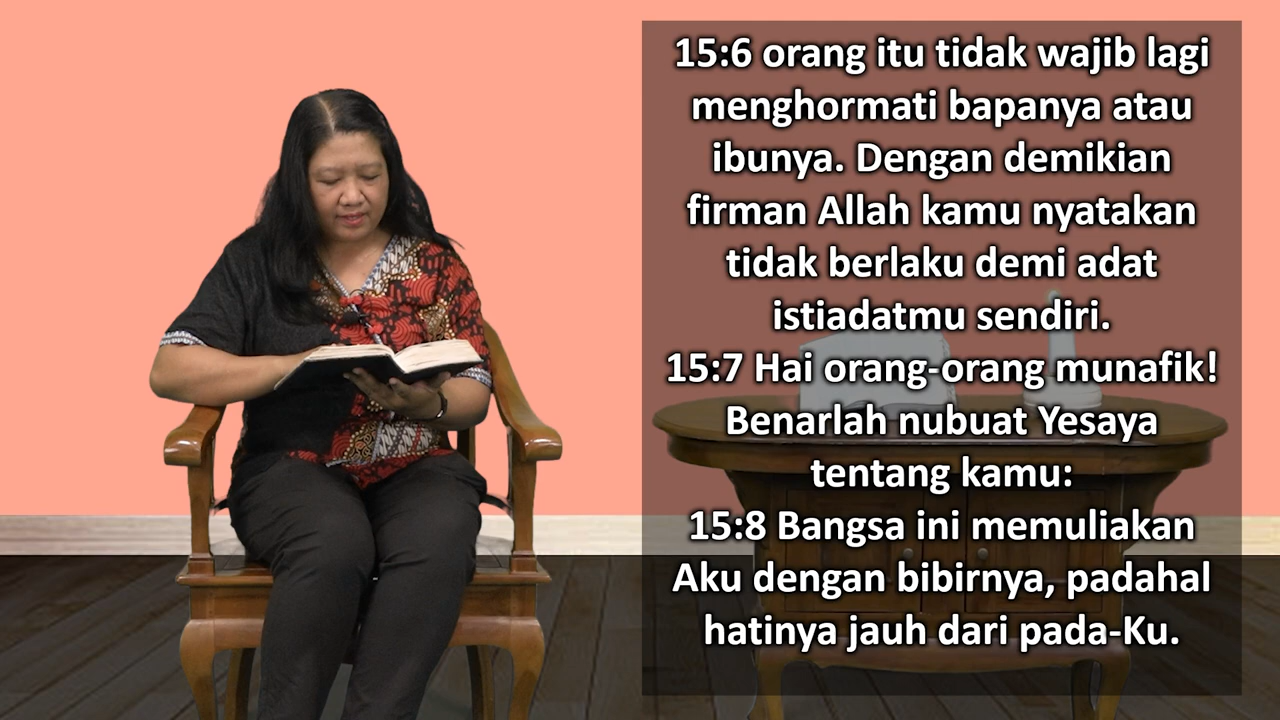 15:6 orang itu tidak wajib lagi
menghormati bapanya atau
ibunya. Dengan demikian
firman Allah kamu nyatakan
tidak berlaku demi adat
istiadatmu sendiri.
15:7 Hai orang-orang munafik!
Benarlah nubuat Yesaya
tentang kamu:
15:8 Bangsa ini memuliakan
Aku dengan bibirnya, padahal
hatinya jauh dari pada-Ku.